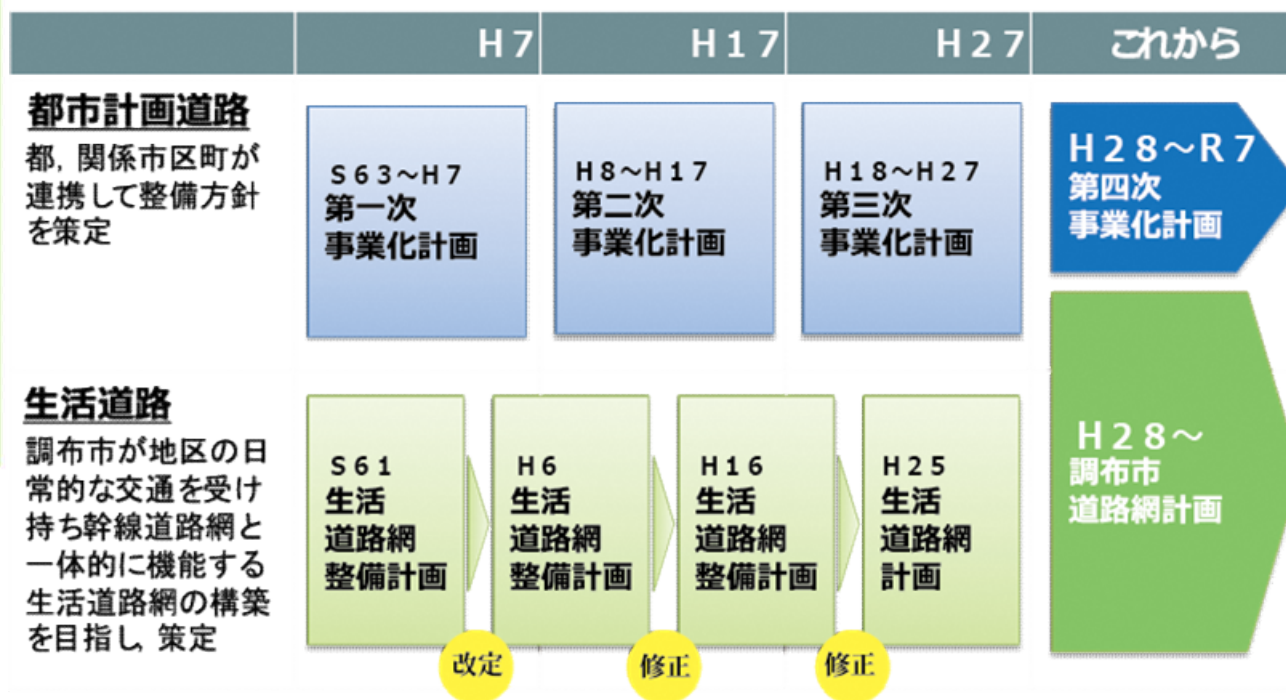 H7
H17
H27
これから
都市計画道路
都，関係市区町が
連携して整備方針
を策定
S63～H7
第一次
事業化計画
H8～H17
第二次
事業化計画
H18～H27
第三次
事業化計画
H28～R7
第四次
事業化計画
生活道路
調布市が地区の日
常的な交通を受け
持ち幹線道路網と
一体的に機能する
生活道路網の構築
を目指し，策定
S61
生活
道路網
整備計画
改定
H6
生活
道路網
整備計画
修正
H16
生活
道路網
整備計画
修正
H25
生活
道路網
計画
H28～
調布市
道路網計画